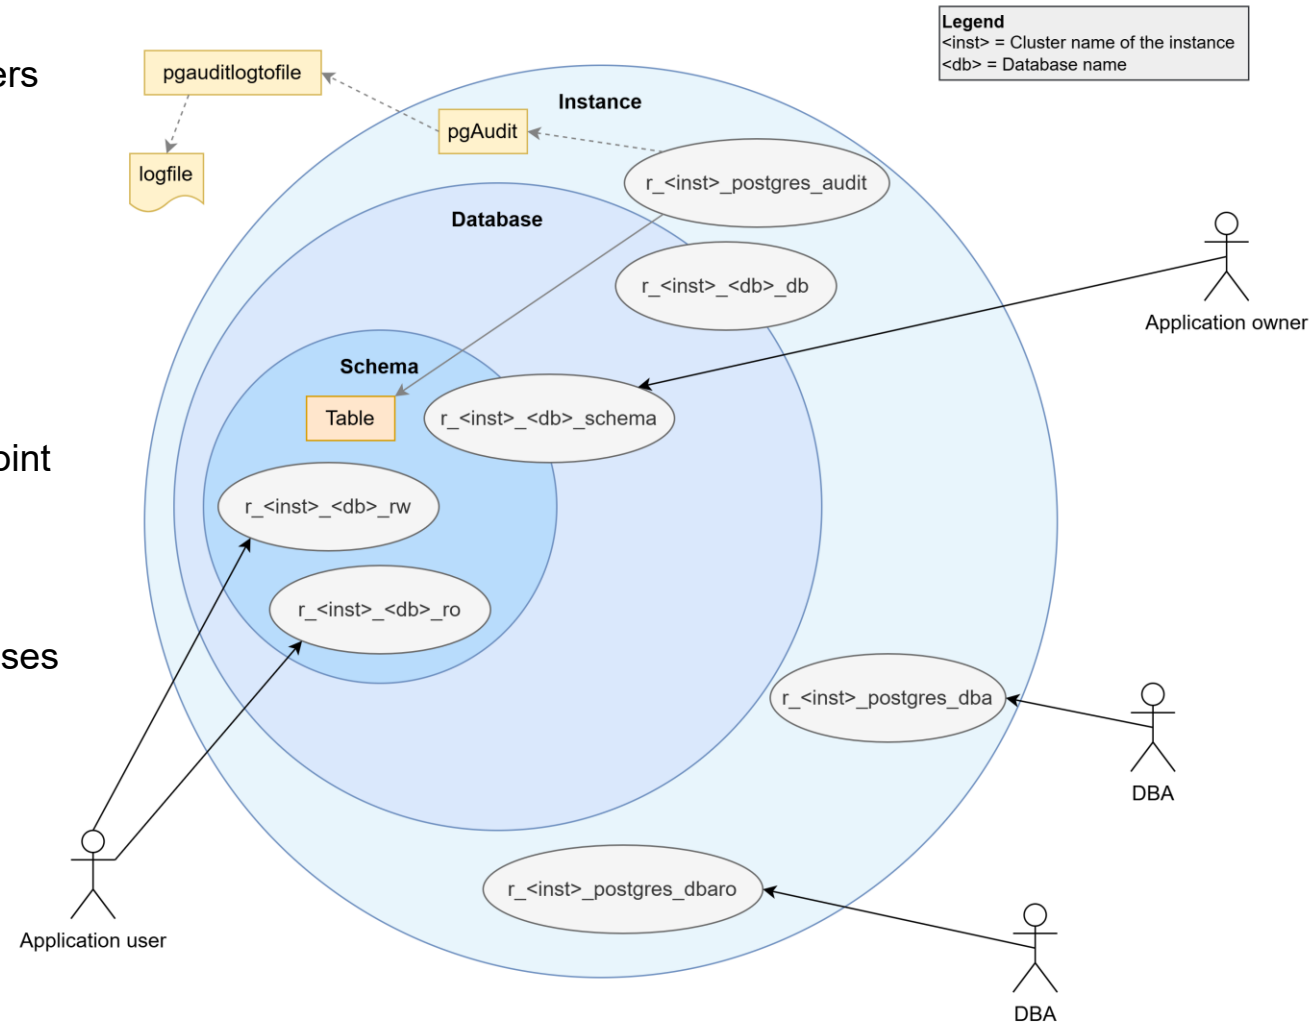 Legend
<inst> = Cluster name of the instance
<db> = Database name
ers
pgauditlogtofile
Instance
pgAudit
logfile
r_<inst>_postgres_audit
Database
r_<inst>_<db>_db
Application owner
Schema
Table
r_<inst>_<db>_schema
oint
r_<inst>_<db>_rw
r_<inst>_<db>_ro
ses
r_<inst>_postgres_dba
DBA
r_<inst>_postgres_dbaro
Application user
DBA